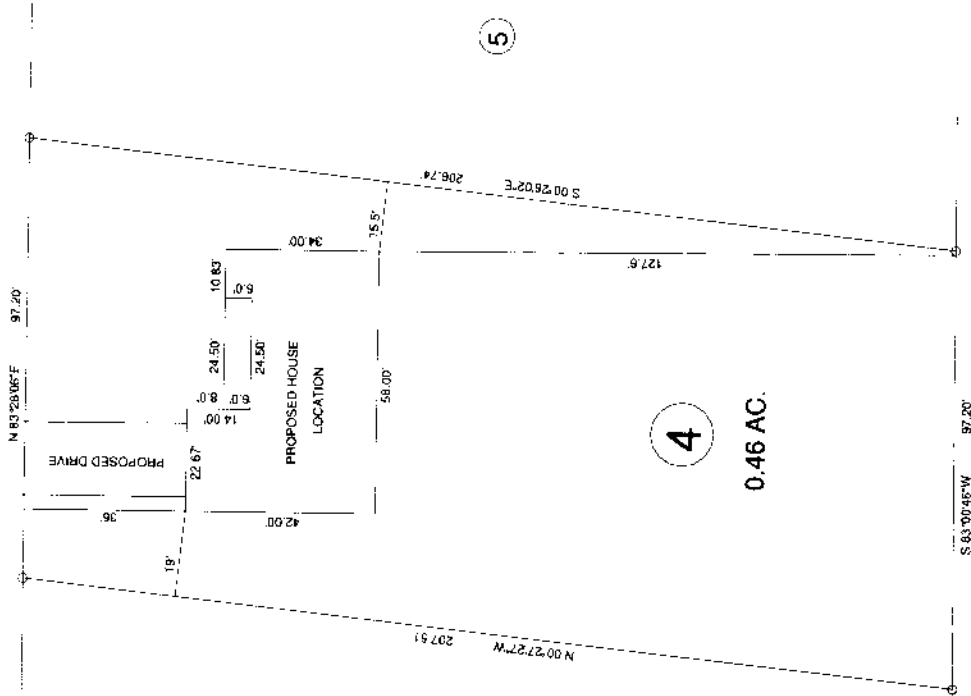 5
97.20'
N 83°28'06"E
PROPOSED DRIVE
36'
22.67'
14.00'
8.0'
6.0'
24.50'
24.50'
10.83'
6.0'
34.00'
206.74'
S 00°26'02"E
15.5'
PROPOSED HOUSE
LOCATION
19'
42.00'
58.00'
127.6'
4
0.46 AC.
207.51
N 00°27'27"W
97.20'
S 83°00'46"W